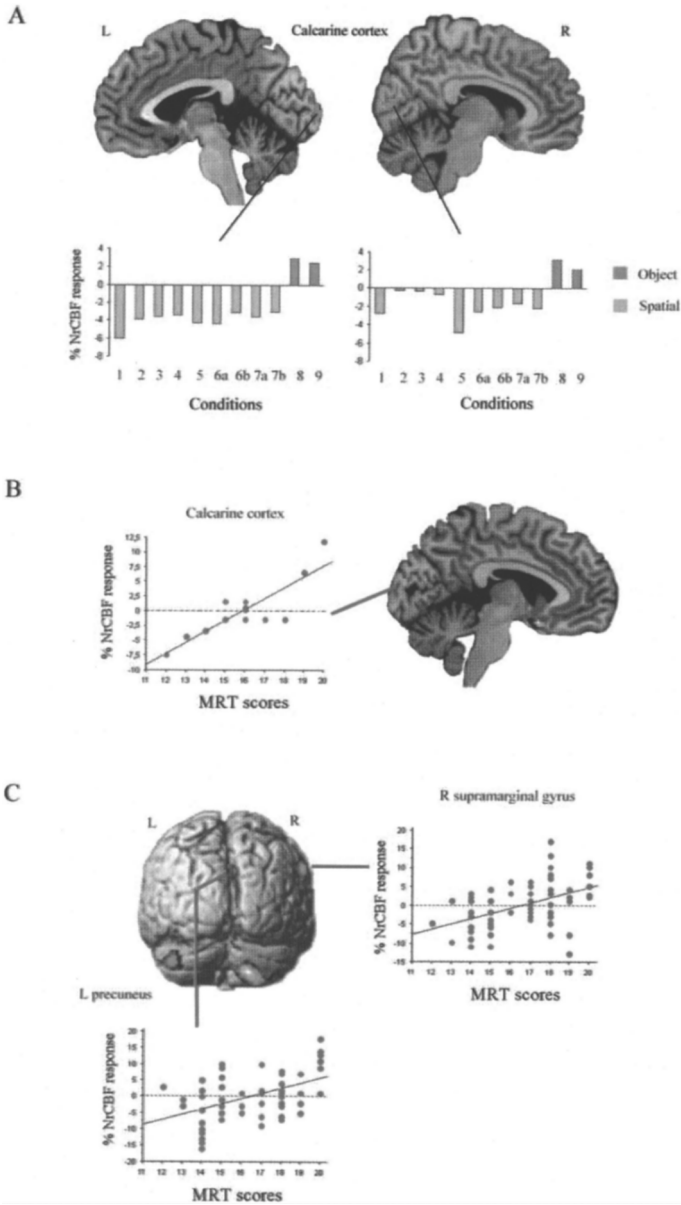 A
L Calcarine cortex R
% NrCBF response
4
2
0
-2
-4
-6
-8
1 2 3 4 5 6a 6b 7a 7b 8 9
Conditions
4
2
0
-2
-4
-6
-8
1 2 3 4 5 6a 6b 7a 7b 8 9
Conditions
Object
Spatial
B
Calcarine cortex
% NrCBF response
12,5
10
7,5
5
2,5
0
-2,5
-5
-7,5
-10
11 12 13 14 15 16 17 18 19 20
MRT scores
C
L R
R supramarginal gyrus
% NrCBF response
20
15
10
5
0
-5
-10
-15
11 12 13 14 15 16 17 18 19 20
MRT scores
L precuneus
% NrCBF response
20
15
10
5
0
-5
-10
-15
-20
11 12 13 14 15 16 17 18 19 20
MRT scores